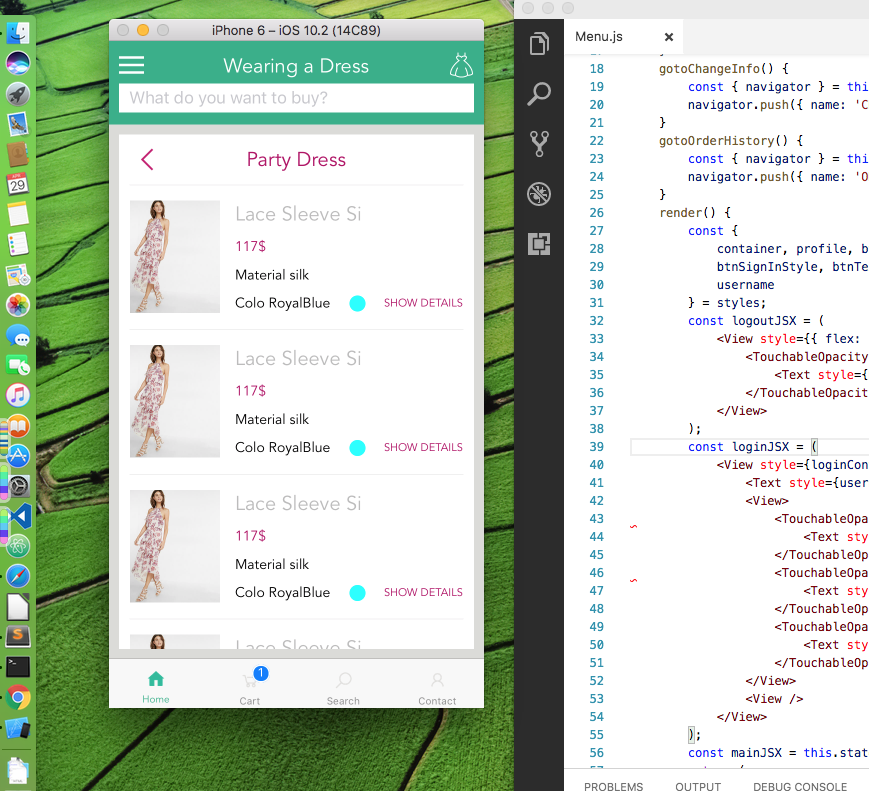 iPhone 6 – iOS 10.2 (14C89)
Wearing a Dress
What do you want to buy?
Party Dress
Lace Sleeve Si
117$
Material silk
Colo RoyalBlue
SHOW DETAILS
Lace Sleeve Si
117$
Material silk
Colo RoyalBlue
SHOW DETAILS
Lace Sleeve Si
117$
Material silk
Colo RoyalBlue
SHOW DETAILS
Lace Sleeve Si
1
Home
Cart
Search
Contact
29
Menu.js
18 gotoChangeInfo() {
19 const { navigator } = thi
20 navigator.push({ name: 'C
21 }
22 gotoOrderHistory() {
23 const { navigator } = thi
24 navigator.push({ name: 'O
25 }
26 render() {
27 const {
28 container, profile, b
29 btnSignInStyle, btnTe
30 username
31 } = styles;
32 const logoutJSX = (
33 <View style={{ flex:
34 <TouchableOpacity
35 <Text style={
36 </TouchableOpacit
37 </View>
38 );
39 const loginJSX = (
40 <View style={loginCon
41 <Text style={user
42 <View>
43 <TouchableOpa
44 <Text sty
45 </TouchableOp
46 <TouchableOpa
47 <Text sty
48 </TouchableOp
49 <TouchableOpa
50 <Text sty
51 </TouchableOp
52 </View>
53 <View />
54 </View>
55 );
56 const mainJSX = this.stat
PROBLEMS
OUTPUT
DEBUG CONSOLE